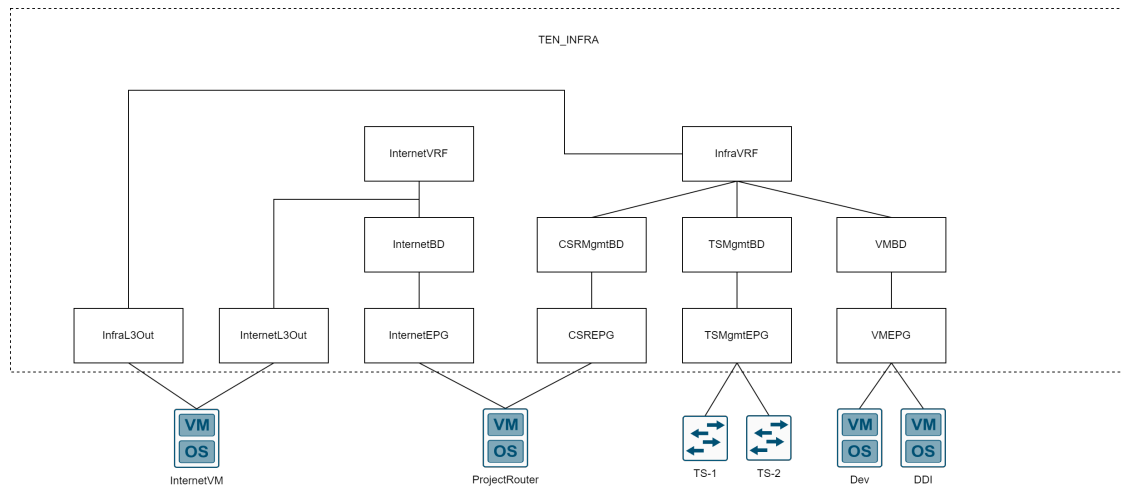 TEN_INFRA
InternetVRF
InfraVRF
InternetBD
CSRMgmtBD
TSMgmtBD
VMBD
InfraL3Out
InternetL3Out
InternetEPG
CSREPG
TSMgmtEPG
VMEPG
VM
OS
InternetVM
VM
OS
ProjectRouter
TS-1
TS-2
VM
OS
Dev
VM
OS
DDI